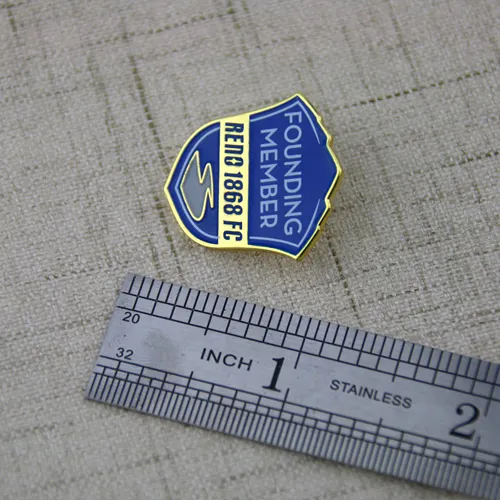 FOUNDING
MEMBER
RENO 1868 FC
20
32
INCH 1
STAINLESS
2